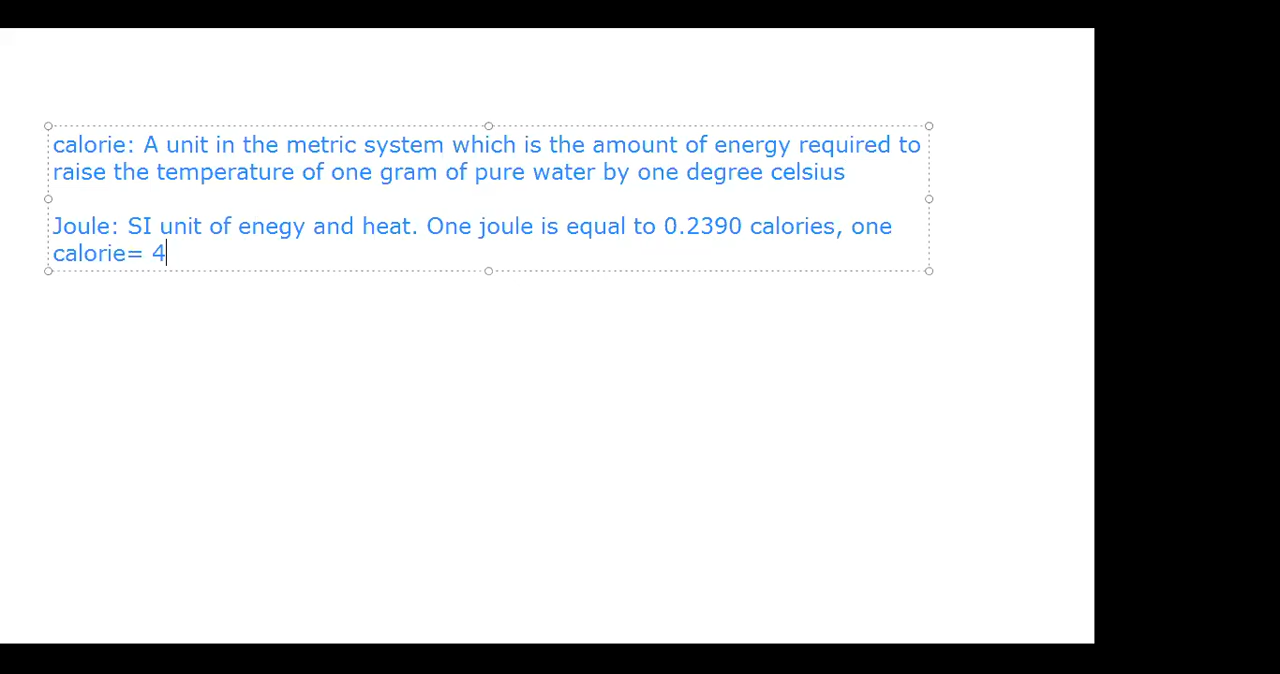 calorie: A unit in the metric system which is the amount of energy required to
raise the temperature of one gram of pure water by one degree celsius
Joule: SI unit of enegy and heat. One joule is equal to 0.2390 calories, one
calorie= 4